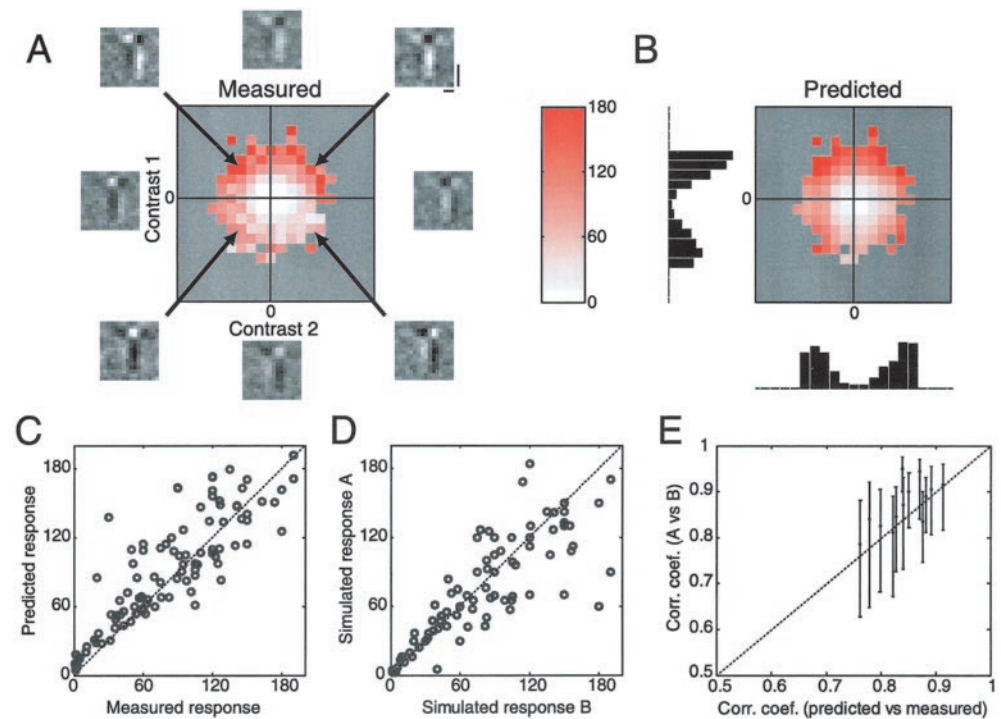 A
Measured
Contrast 1
0
0
Contrast 2
180
120
60
0
B
Predicted
0
0
C
Predicted response
180
120
60
0
0 60 120 180
Measured response
D
Simulated response A
180
120
60
0
0 60 120 180
Simulated response B
E
Corr. coef. (A vs B)
1
0.9
0.8
0.7
0.6
0.5
0.5 0.6 0.7 0.8 0.9 1
Corr. coef. (predicted vs measured)